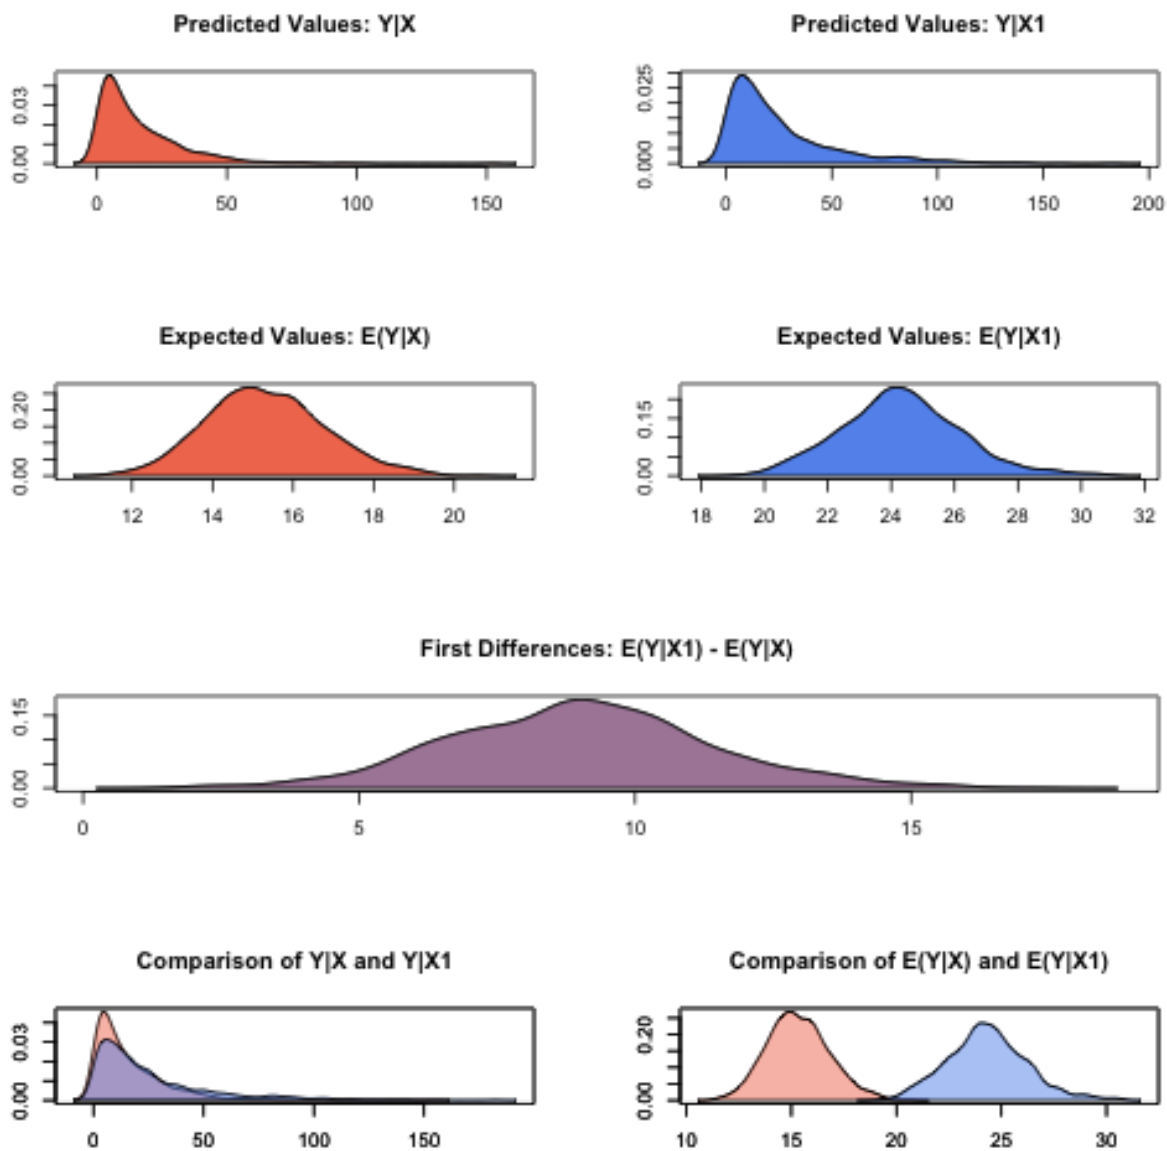 Predicted Values: Y|X
0.00 0.03
0 50 100 150
Predicted Values: Y|X1
0.000 0.025
0 50 100 150 200
Expected Values: E(Y|X)
0.00 0.20
12 14 16 18 20
Expected Values: E(Y|X1)
0.00 0.15
18 20 22 24 26 28 30 32
First Differences: E(Y|X1) - E(Y|X)
0.00 0.15
0 5 10 15
Comparison of Y|X and Y|X1
0.00 0.03
0 50 100 150
Comparison of E(Y|X) and E(Y|X1)
0.00 0.20
10 15 20 25 30